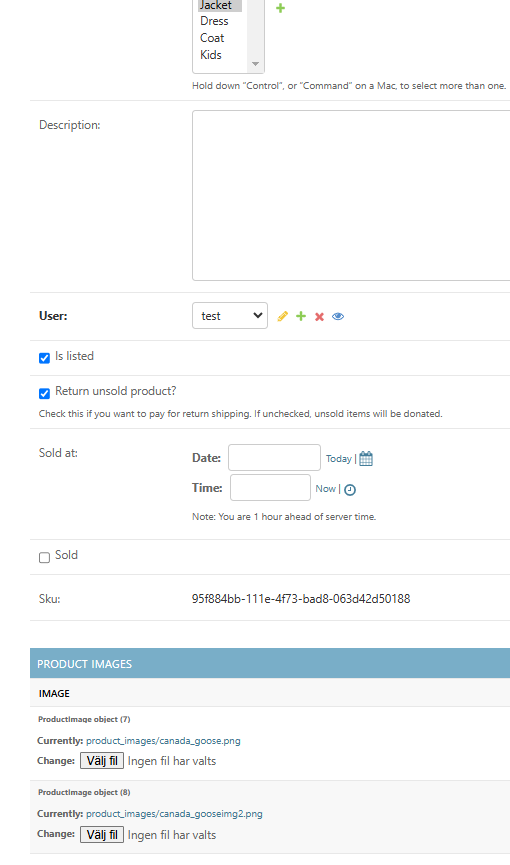 Jacket
Dress
Coat
Kids
Hold down "Control", or "Command" on a Mac, to select more than one.
Description:
User:
test
Is listed
Return unsold product?
Check this if you want to pay for return shipping. If unchecked, unsold items will be donated.
Sold at:
Date:
Today |
Time:
Now |
Note: You are 1 hour ahead of server time.
Sold
Sku:
95f884bb-111e-4f73-bad8-063d42d50188
PRODUCT IMAGES
IMAGE
ProductImage object (7)
Currently: product_images/canada_goose.png
Change: Välj fil Ingen fil har valts
ProductImage object (8)
Currently: product_images/canada_gooseimg2.png
Change: Välj fil Ingen fil har valts